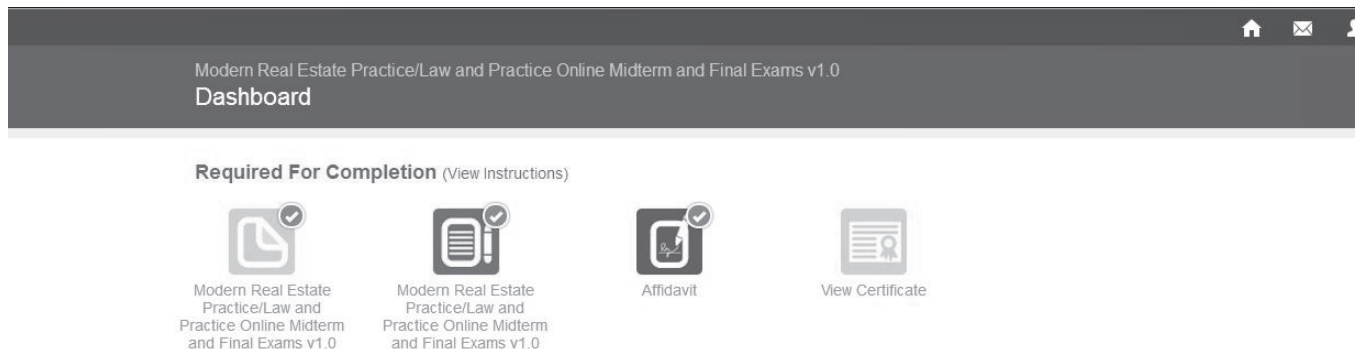 Modern Real Estate Practice/Law and Practice Online Midterm and Final Exams v1.0
Dashboard
Required For Completion (View Instructions)
Modern Real Estate
Practice/Law and
Practice Online Midterm
and Final Exams v1.0
Modern Real Estate
Practice/Law and
Practice Online Midterm
and Final Exams v1.0
Affidavit
View Certificate